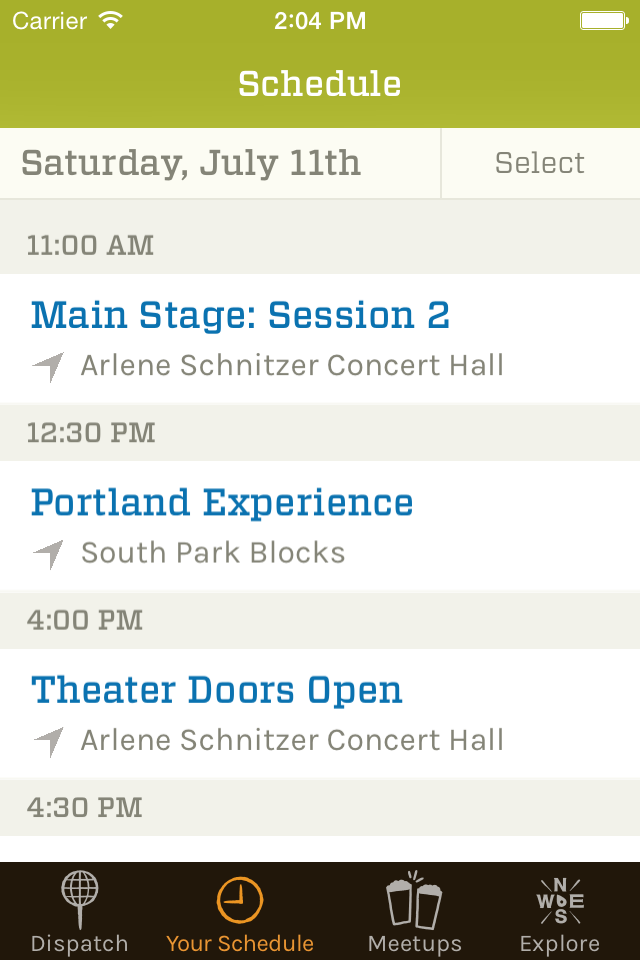 Carrier 2:04 PM
Schedule
Saturday, July 11th Select
11:00 AM
Main Stage: Session 2
Arlene Schnitzer Concert Hall
12:30 PM
Portland Experience
South Park Blocks
4:00 PM
Theater Doors Open
Arlene Schnitzer Concert Hall
4:30 PM
N
W E
S
Dispatch Your Schedule Meetups Explore